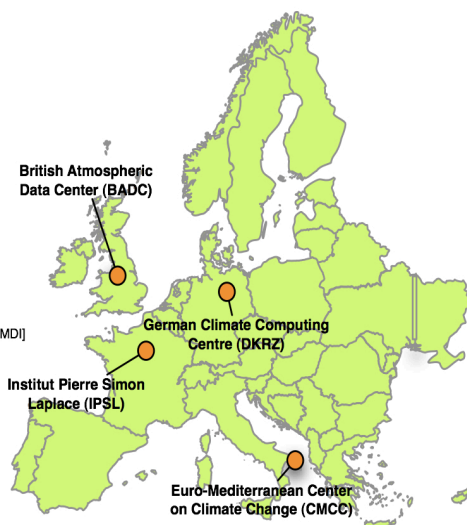 British Atmospheric
Data Center (BADC)
MDI]
German Climate Computing
Centre (DKRZ)
Institut Pierre Simon
Laplace (IPSL)
Euro-Mediterranean Center
on Climate Change (CMCC)